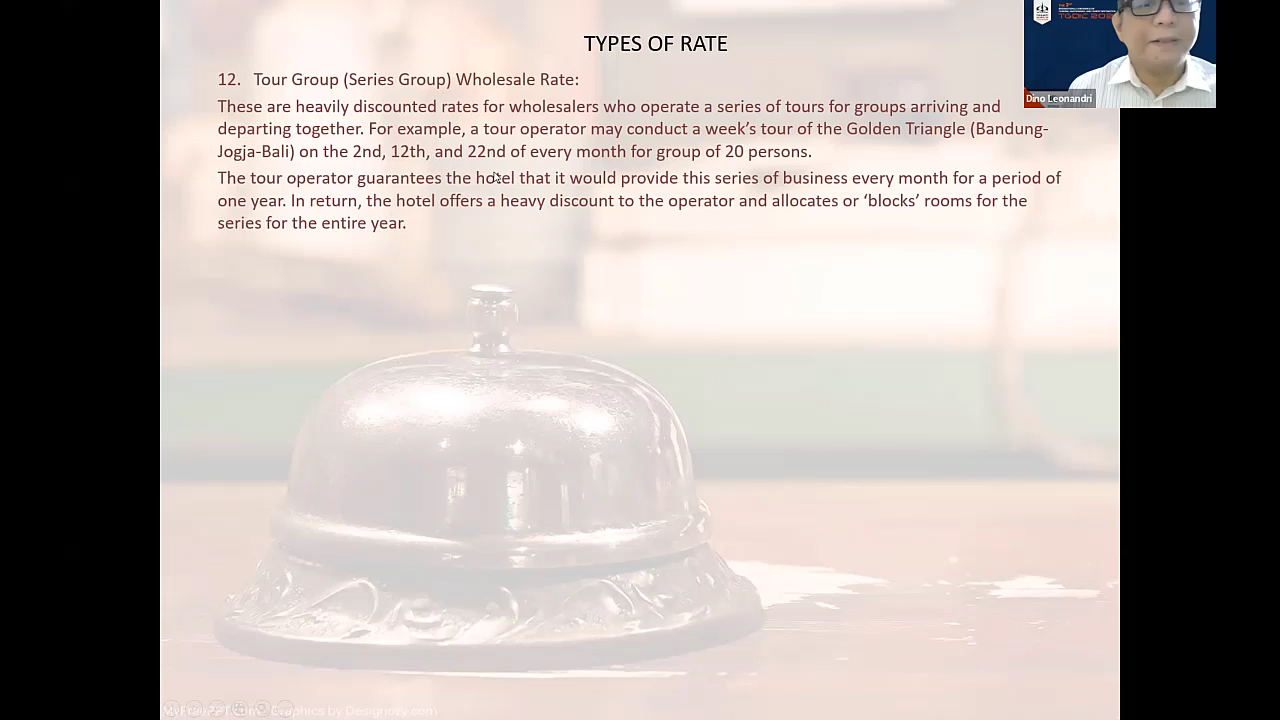 TYPES OF RATE
12. Tour Group (Series Group) Wholesale Rate:
These are heavily discounted rates for wholesalers who operate a series of tours for groups arriving and
departing together. For example, a tour operator may conduct a week’s tour of the Golden Triangle (Bandung-
Jogja-Bali) on the 2nd, 12th, and 22nd of every month for group of 20 persons.
The tour operator guarantees the hotel that it would provide this series of business every month for a period of
one year. In return, the hotel offers a heavy discount to the operator and allocates or ‘blocks’ rooms for the
series for the entire year.
Dino Leonandri
Graphics by Designcity.com